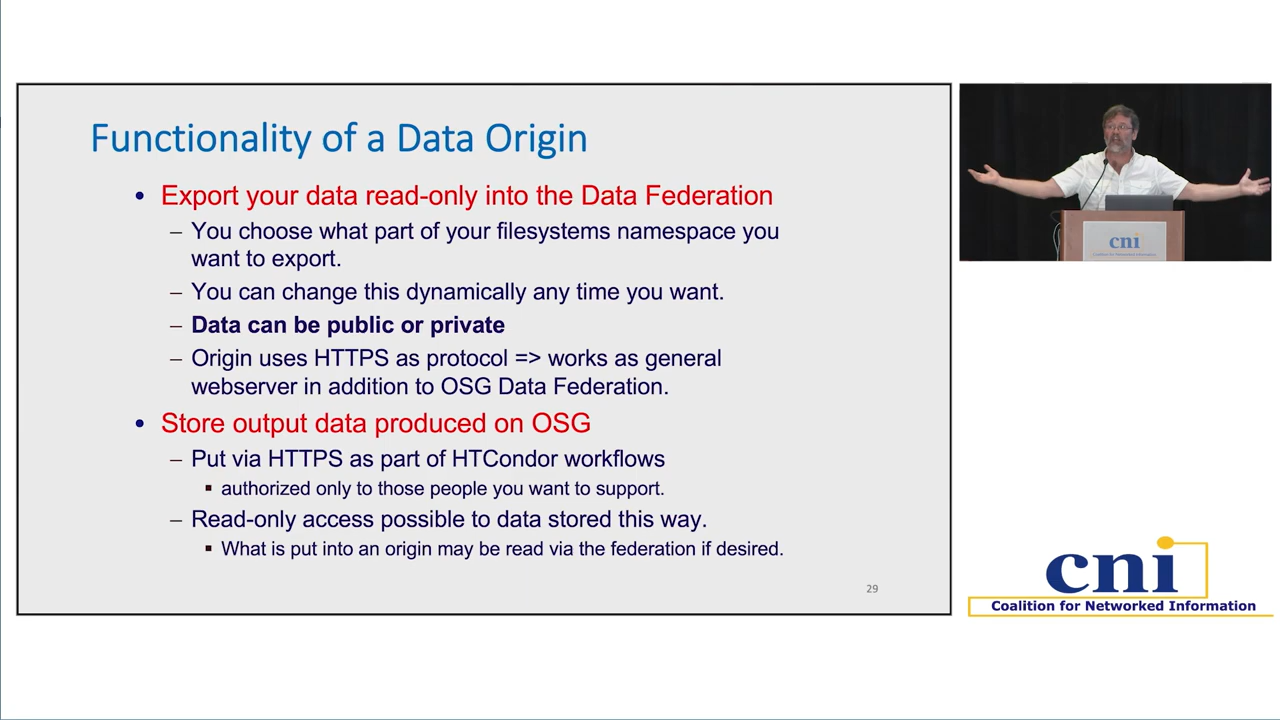 Functionality of a Data Origin
• Export your data read-only into the Data Federation
– You choose what part of your filesystems namespace you
want to export.
– You can change this dynamically any time you want.
– Data can be public or private
– Origin uses HTTPS as protocol => works as general
webserver in addition to OSG Data Federation.
• Store output data produced on OSG
– Put via HTTPS as part of HTCondor workflows
▪ authorized only to those people you want to support.
– Read-only access possible to data stored this way.
▪ What is put into an origin may be read via the federation if desired.
29
cni
Coalition for Networked Information
cni
Coalition for Networked Information